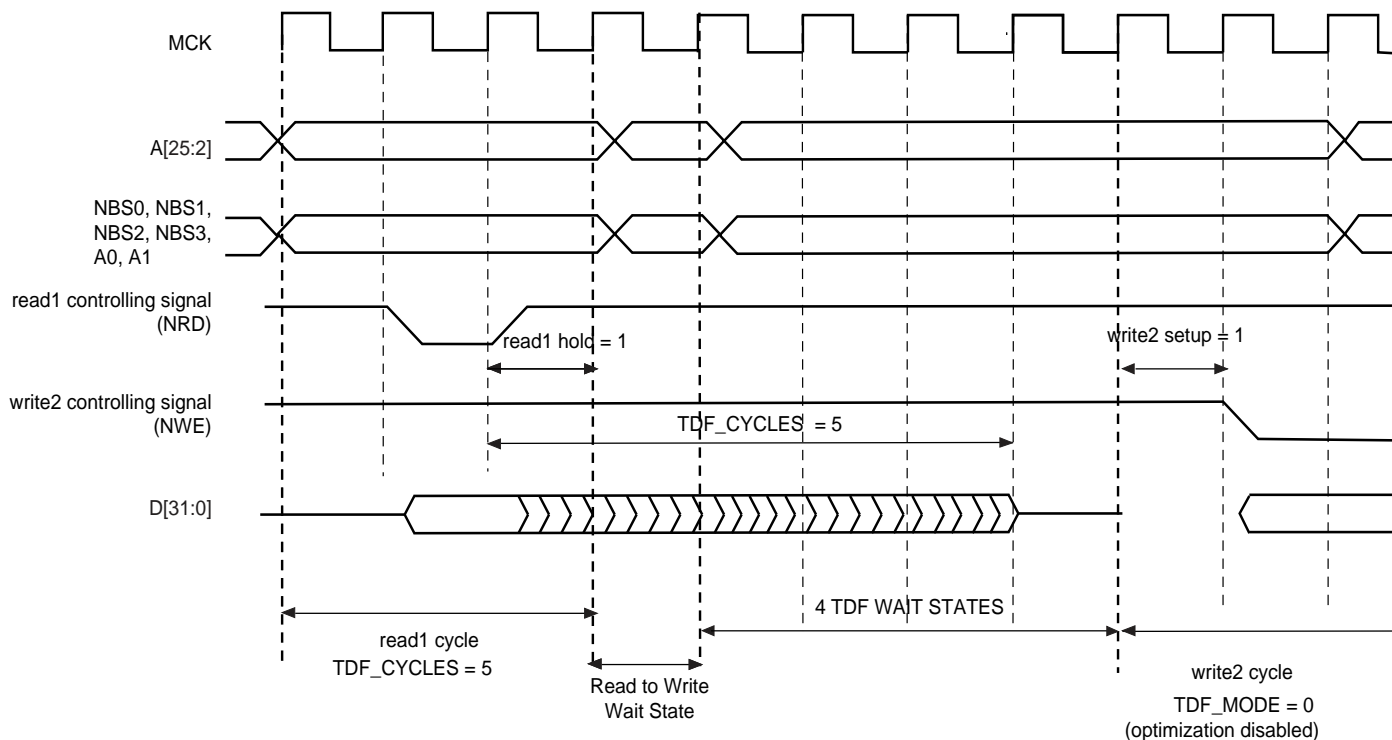 MCK
A[25:2]
NBS0, NBS1,
NBS2, NBS3,
A0, A1
read1 controlling signal
(NRD)
read1 hold = 1
write2 setup = 1
write2 controlling signal
(NWE)
TDF_CYCLES = 5
D[31:0]
4 TDF WAIT STATES
read1 cycle
TDF_CYCLES = 5
Read to Write
Wait State
write2 cycle
TDF_MODE = 0
(optimization disabled)